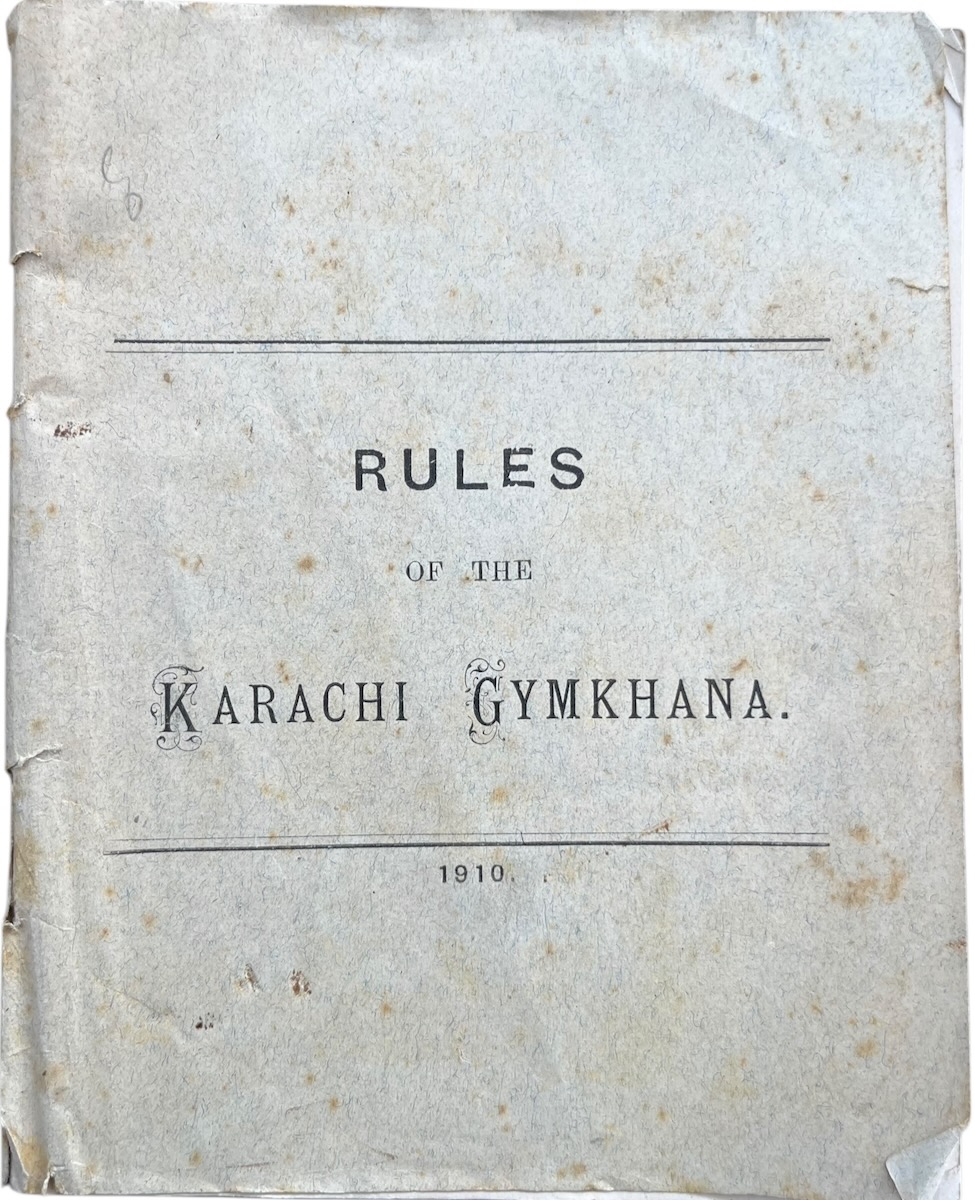 RULES
OF THE
KARACHI GYMKHANA.
1910.